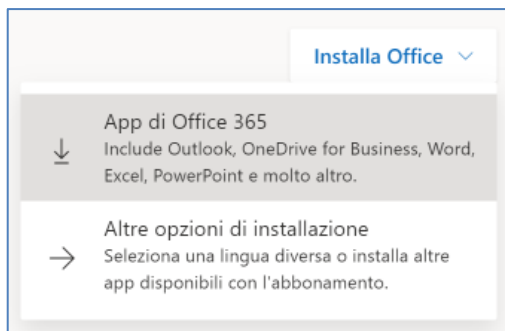 Installa Office
App di Office 365
Include Outlook, OneDrive for Business, Word,
Excel, PowerPoint e molto altro.
Altre opzioni di installazione
Seleziona una lingua diversa o installa altre
app disponibili con l'abbonamento.